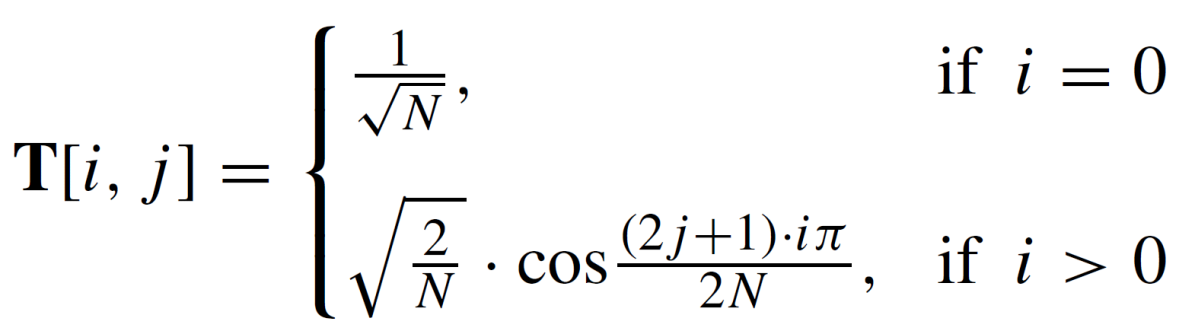 T[i, j] = { 1/√N, if i = 0
√(2/N) · cos (2j+1)·iπ/2N, if i > 0